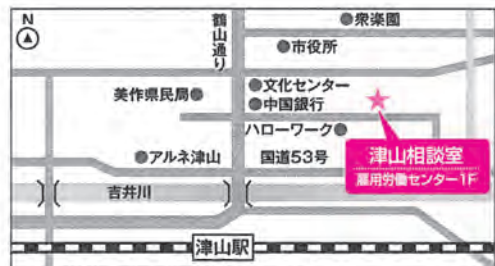 N
鶴山通り
●衆楽園
●市役所
●文化センター
美作県民局●
●中国銀行
ハローワーク●
●アルネ津山
国道53号
津山相談室
雇用労働センター1F
吉井川
津山駅